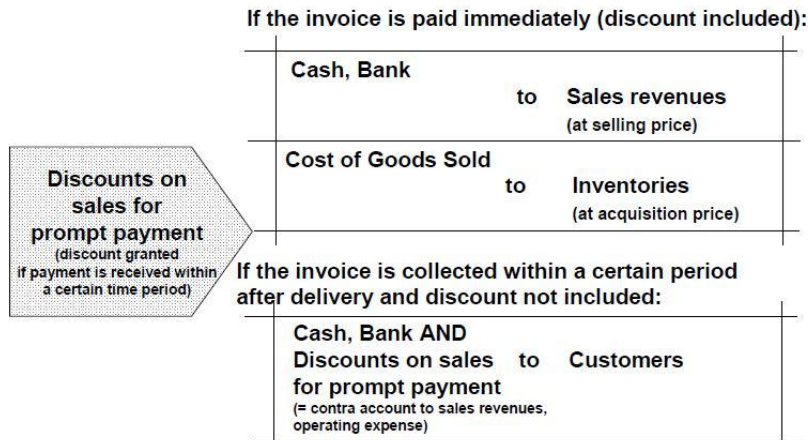 If the invoice is paid immediately (discount included):
Cash, Bank
to Sales revenues
(at selling price)
Cost of Goods Sold
to Inventories
(at acquisition price)
Discounts on
sales for
prompt payment
(discount granted
if payment is received within
a certain time period)
If the invoice is collected within a certain period
after delivery and discount not included:
Cash, Bank AND
Discounts on sales to Customers
for prompt payment
(= contra account to sales revenues,
operating expense)